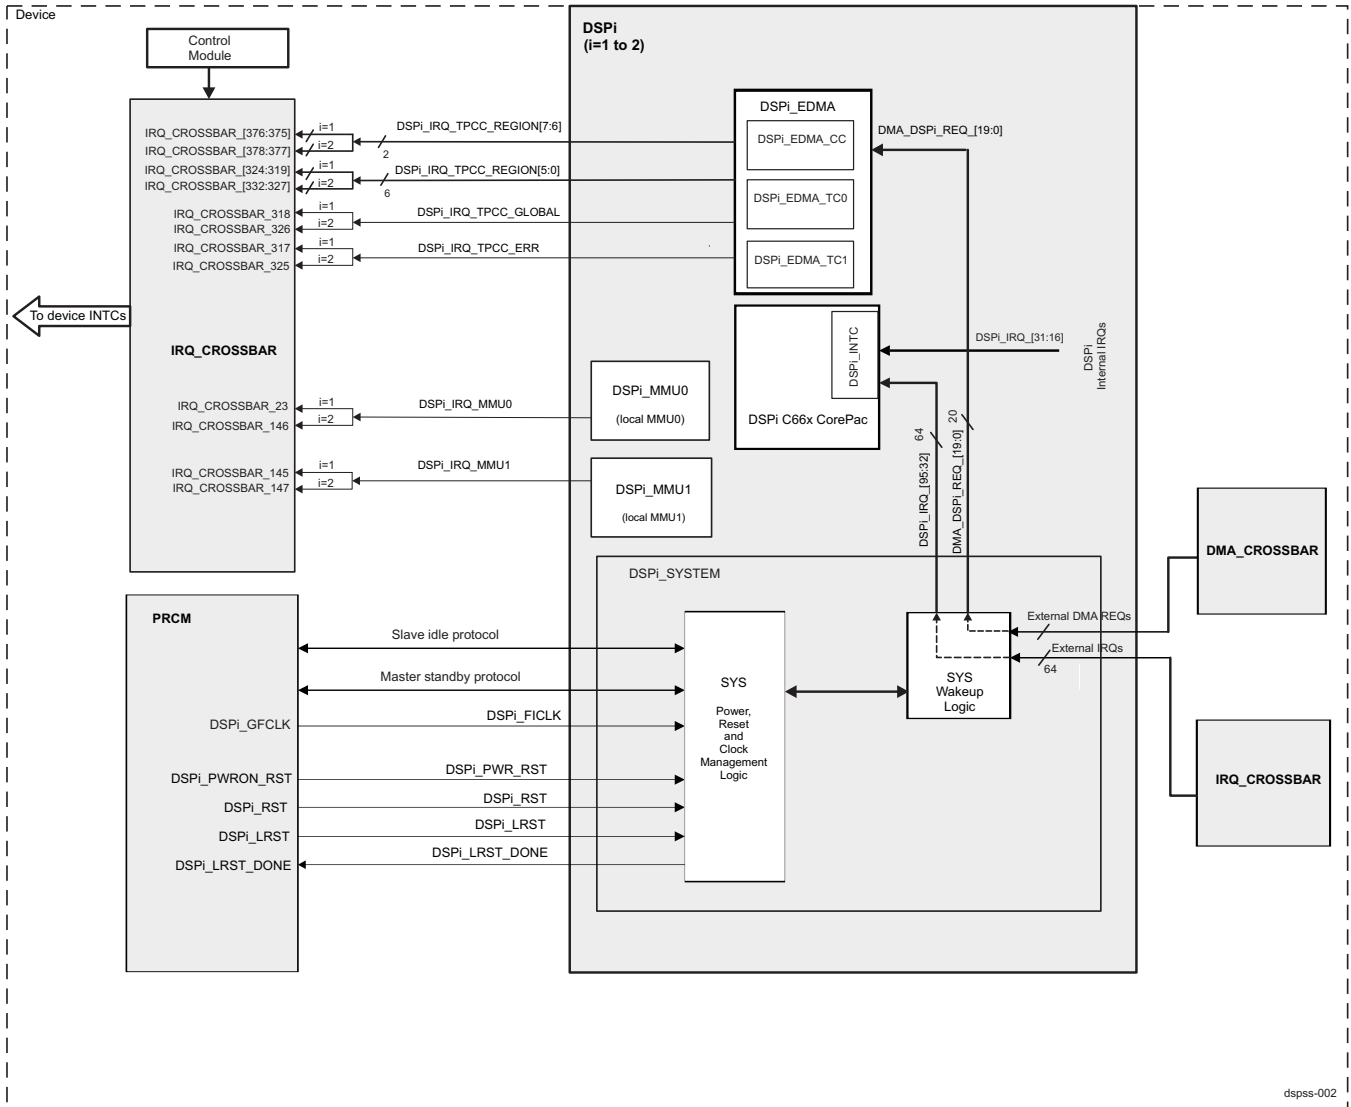 Device
Control
Module
DSPi
(i=1 to 2)
IRQ_CROSSBAR_[376:375]
IRQ_CROSSBAR_[378:377]
IRQ_CROSSBAR_[324:319]
IRQ_CROSSBAR_[332:327]
IRQ_CROSSBAR_318
IRQ_CROSSBAR_326
IRQ_CROSSBAR_317
IRQ_CROSSBAR_325
i=1
i=2
i=1
i=2
i=1
i=2
i=1
i=2
DSPi_IRQ_TPCC_REGION[7:6]
2
DSPi_IRQ_TPCC_REGION[5:0]
6
DSPi_IRQ_TPCC_GLOBAL
DSPi_IRQ_TPCC_ERR
DSPi_EDMA
DSPi_EDMA_CC
DSPi_EDMA_TC0
DSPi_EDMA_TC1
DMA_DSPi_REQ_[19:0]
To device INTCs
IRQ_CROSSBAR
IRQ_CROSSBAR_23
IRQ_CROSSBAR_146
i=1
i=2
DSPi_IRQ_MMU0
IRQ_CROSSBAR_145
IRQ_CROSSBAR_147
i=1
i=2
DSPi_IRQ_MMU1
DSPi_MMU0
(local MMU0)
DSPi_MMU1
(local MMU1)
DSPi_INTC
DSPi C66x CorePac
DSPi_IRQ_[31:16]
DSPi
Internal IRQs
64
DSPi_IRQ_[95:32]
20
DMA_DSPi_REQ_[19:0]
DMA_CROSSBAR
DSPi_SYSTEM
PRCM
Slave idle protocol
Master standby protocol
DSPi_GFCLK
DSPi_FICLK
DSPi_PWRON_RST
DSPi_PWR_RST
DSPi_RST
DSPi_RST
DSPi_LRST
DSPi_LRST
DSPi_LRST_DONE
DSPi_LRST_DONE
SYS
Power,
Reset
and
Clock
Management
Logic
SYS
Wakeup
Logic
External DMA REQs
External IRQs
64
IRQ_CROSSBAR
dspss-002